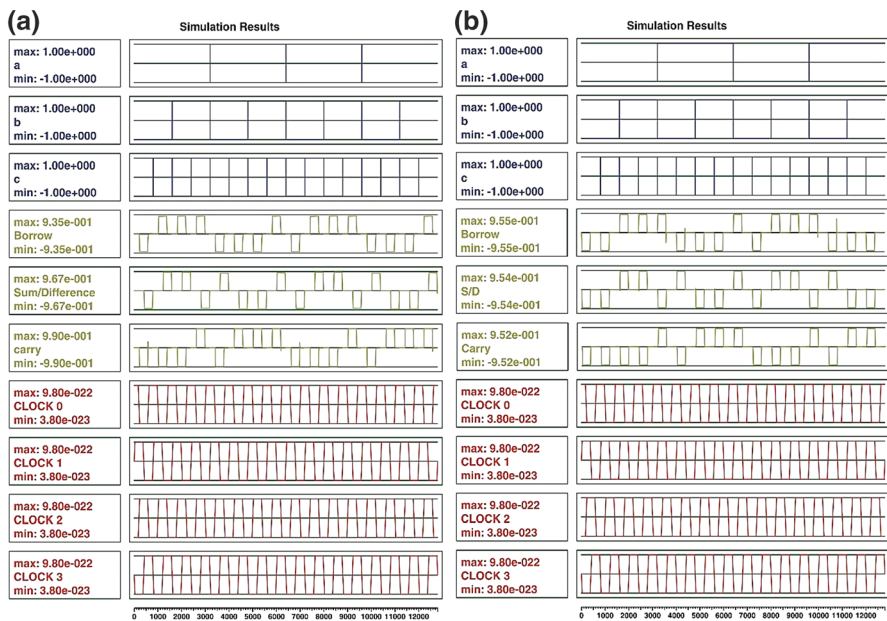 (a)
Simulation Results
max: 1.00e+000
a
min: -1.00e+000
max: 1.00e+000
b
min: -1.00e+000
max: 1.00e+000
c
min: -1.00e+000
max: 9.35e-001
Borrow
min: -9.35e-001
max: 9.67e-001
Sum/Difference
min: -9.67e-001
max: 9.90e-001
carry
min: -9.90e-001
max: 9.80e-022
CLOCK 0
min: 3.80e-023
max: 9.80e-022
CLOCK 1
min: 3.80e-023
max: 9.80e-022
CLOCK 2
min: 3.80e-023
max: 9.80e-022
CLOCK 3
min: 3.80e-023
0 1000 2000 3000 4000 5000 6000 7000 8000 9000 10000 11000 12000
(b)
Simulation Results
max: 1.00e+000
a
min: -1.00e+000
max: 1.00e+000
b
min: -1.00e+000
max: 1.00e+000
c
min: -1.00e+000
max: 9.55e-001
Borrow
min: -9.55e-001
max: 9.54e-001
S/D
min: -9.54e-001
max: 9.52e-001
Carry
min: -9.52e-001
max: 9.80e-022
CLOCK 0
min: 3.80e-023
max: 9.80e-022
CLOCK 1
min: 3.80e-023
max: 9.80e-022
CLOCK 2
min: 3.80e-023
max: 9.80e-022
CLOCK 3
min: 3.80e-023
0 1000 2000 3000 4000 5000 6000 7000 8000 9000 10000 11000 12000